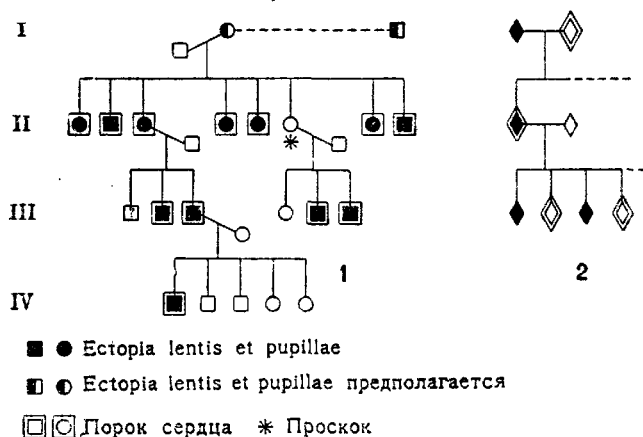 I
II
III
1
2
IV
Ectopia lentis et pupillae
Ectopia lentis et pupillae предполагается
Порок сердца * Проскок